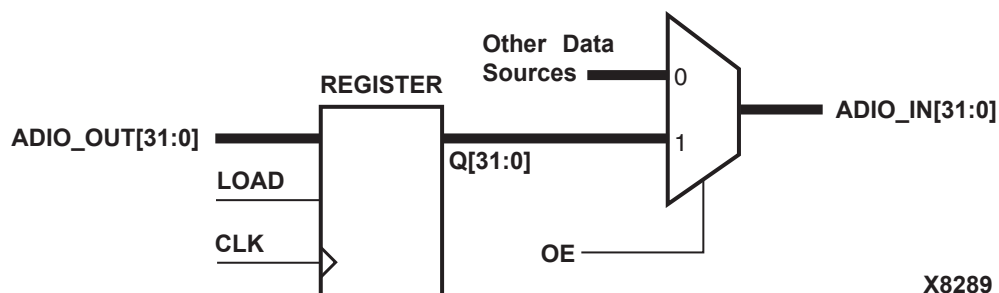 Other Data
Sources
0
REGISTER
ADIO_IN[31:0]
ADIO_OUT[31:0]
1
Q[31:0]
LOAD
CLK
OE
X8289